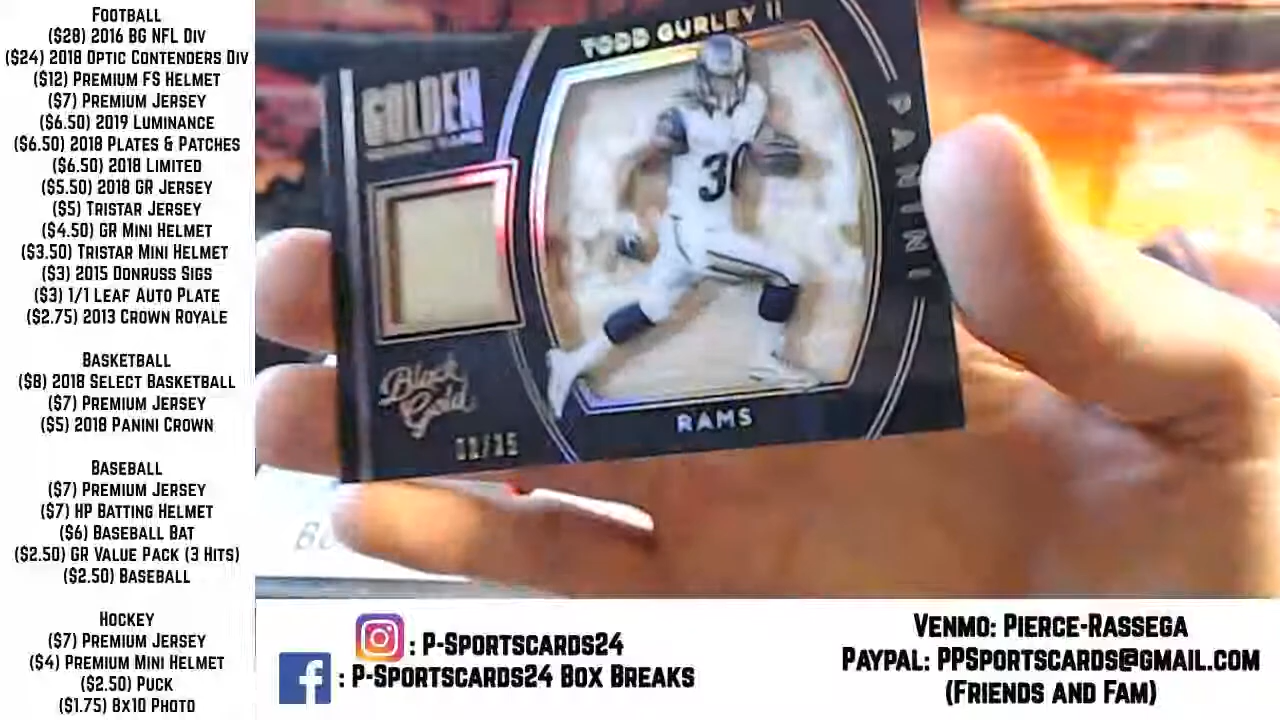 FOOTBALL
($28) 2016 BG NFL DIV
($24) 2018 OPTIC CONTENDERS DIV
($12) PREMIUM FS HELMET
($7) PREMIUM JERSEY
($6.50) 2019 LUMINANCE
($6.50) 2018 PLATES & PATCHES
($6.50) 2018 LIMITED
($5.50) 2018 GR JERSEY
($5) TRISTAR JERSEY
($4.50) GR MINI HELMET
($3.50) TRISTAR MINI HELMET
($3) 2015 DONRUSS SIGS
($3) 1/1 LEAF AUTO PLATE
($2.75) 2013 CROWN ROYALE
BASKETBALL
($8) 2018 SELECT BASKETBALL
($7) PREMIUM JERSEY
($5) 2018 PANINI CROWN
BASEBALL
($7) PREMIUM JERSEY
($7) HP BATTING HELMET
($6) BASEBALL BAT
($2.50) GR VALUE PACK (3 HITS)
($2.50) BASEBALL
HOCKEY
($7) PREMIUM JERSEY
($4) PREMIUM MINI HELMET
($2.50) PUCK
($1.75) 8X10 PHOTO
TODD GURLEY II
GOLDEN
PANINI
30
Black Gold
RAMS
: P-SPORTSCARDS24
: P-SPORTSCARDS24 BOX BREAKS
VENMO: PIERCE-RASSEGA
PAYPAL: PPSPORTSCARDS@GMAIL.COM
(FRIENDS AND FAM)